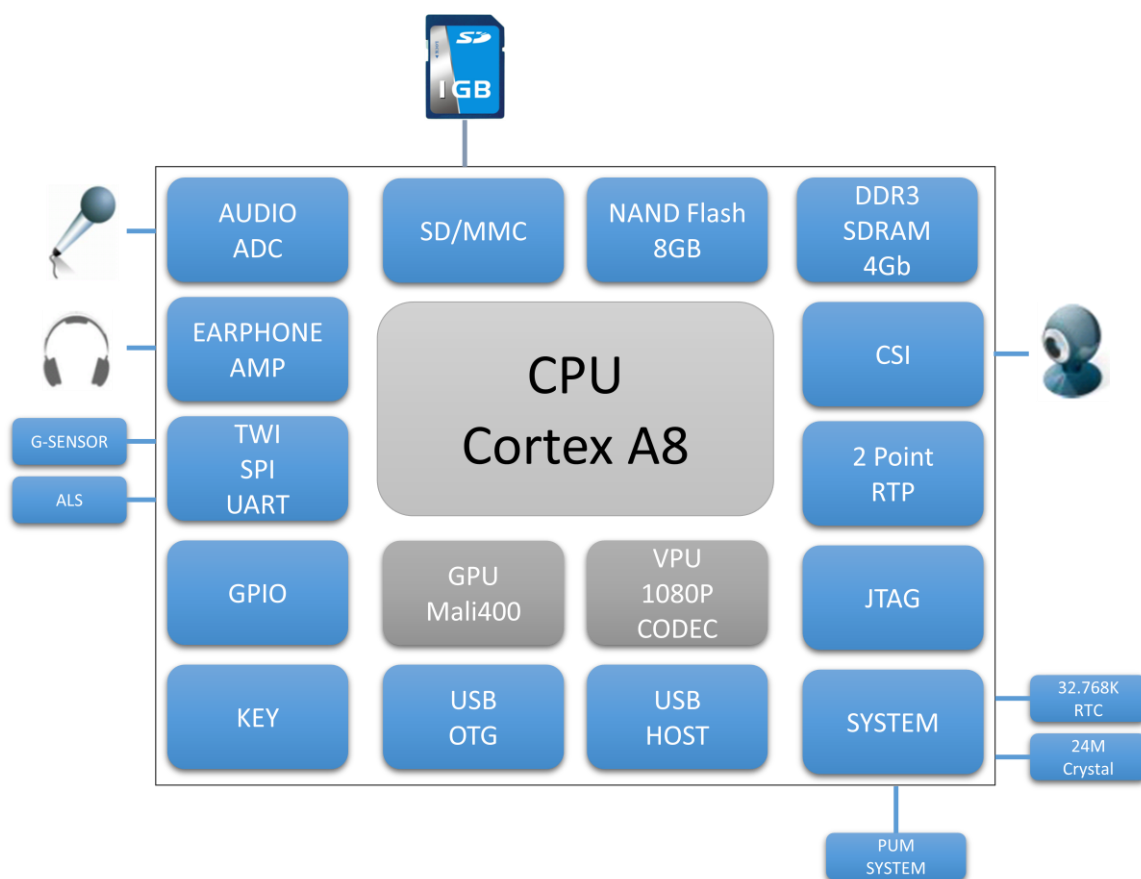 SD
1GB
AUDIO
ADC
SD/MMC
NAND Flash
8GB
DDR3
SDRAM
4Gb
EARPHONE
AMP
CPU
Cortex A8
CSI
G-SENSOR
ALS
TWI
SPI
UART
2 Point
RTP
GPIO
GPU
Mali400
VPU
1080P
CODEC
JTAG
KEY
USB
OTG
USB
HOST
SYSTEM
32.768K
RTC
24M
Crystal
PUM
SYSTEM